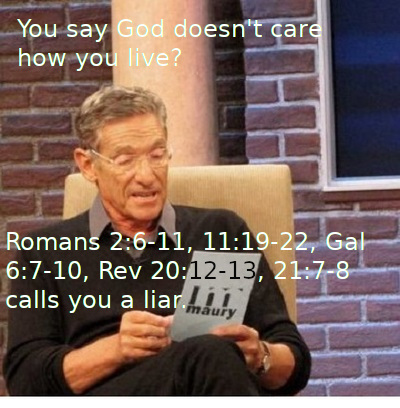 You say God doesn't care
how you live?
Romans 2:6-11, 11:19-22, Gal
6:7-10, Rev 20:12-13, 21:7-8
calls you a liar.
maury